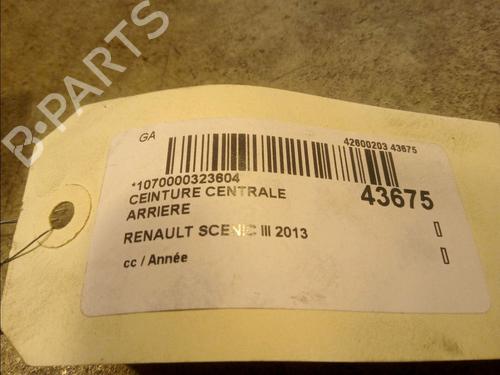 B-PARTS
GA
42600203 43675
*1070000323604
43675
CEINTURE CENTRALE
ARRIERE
RENAULT SCENIC III 2013
cc / Année